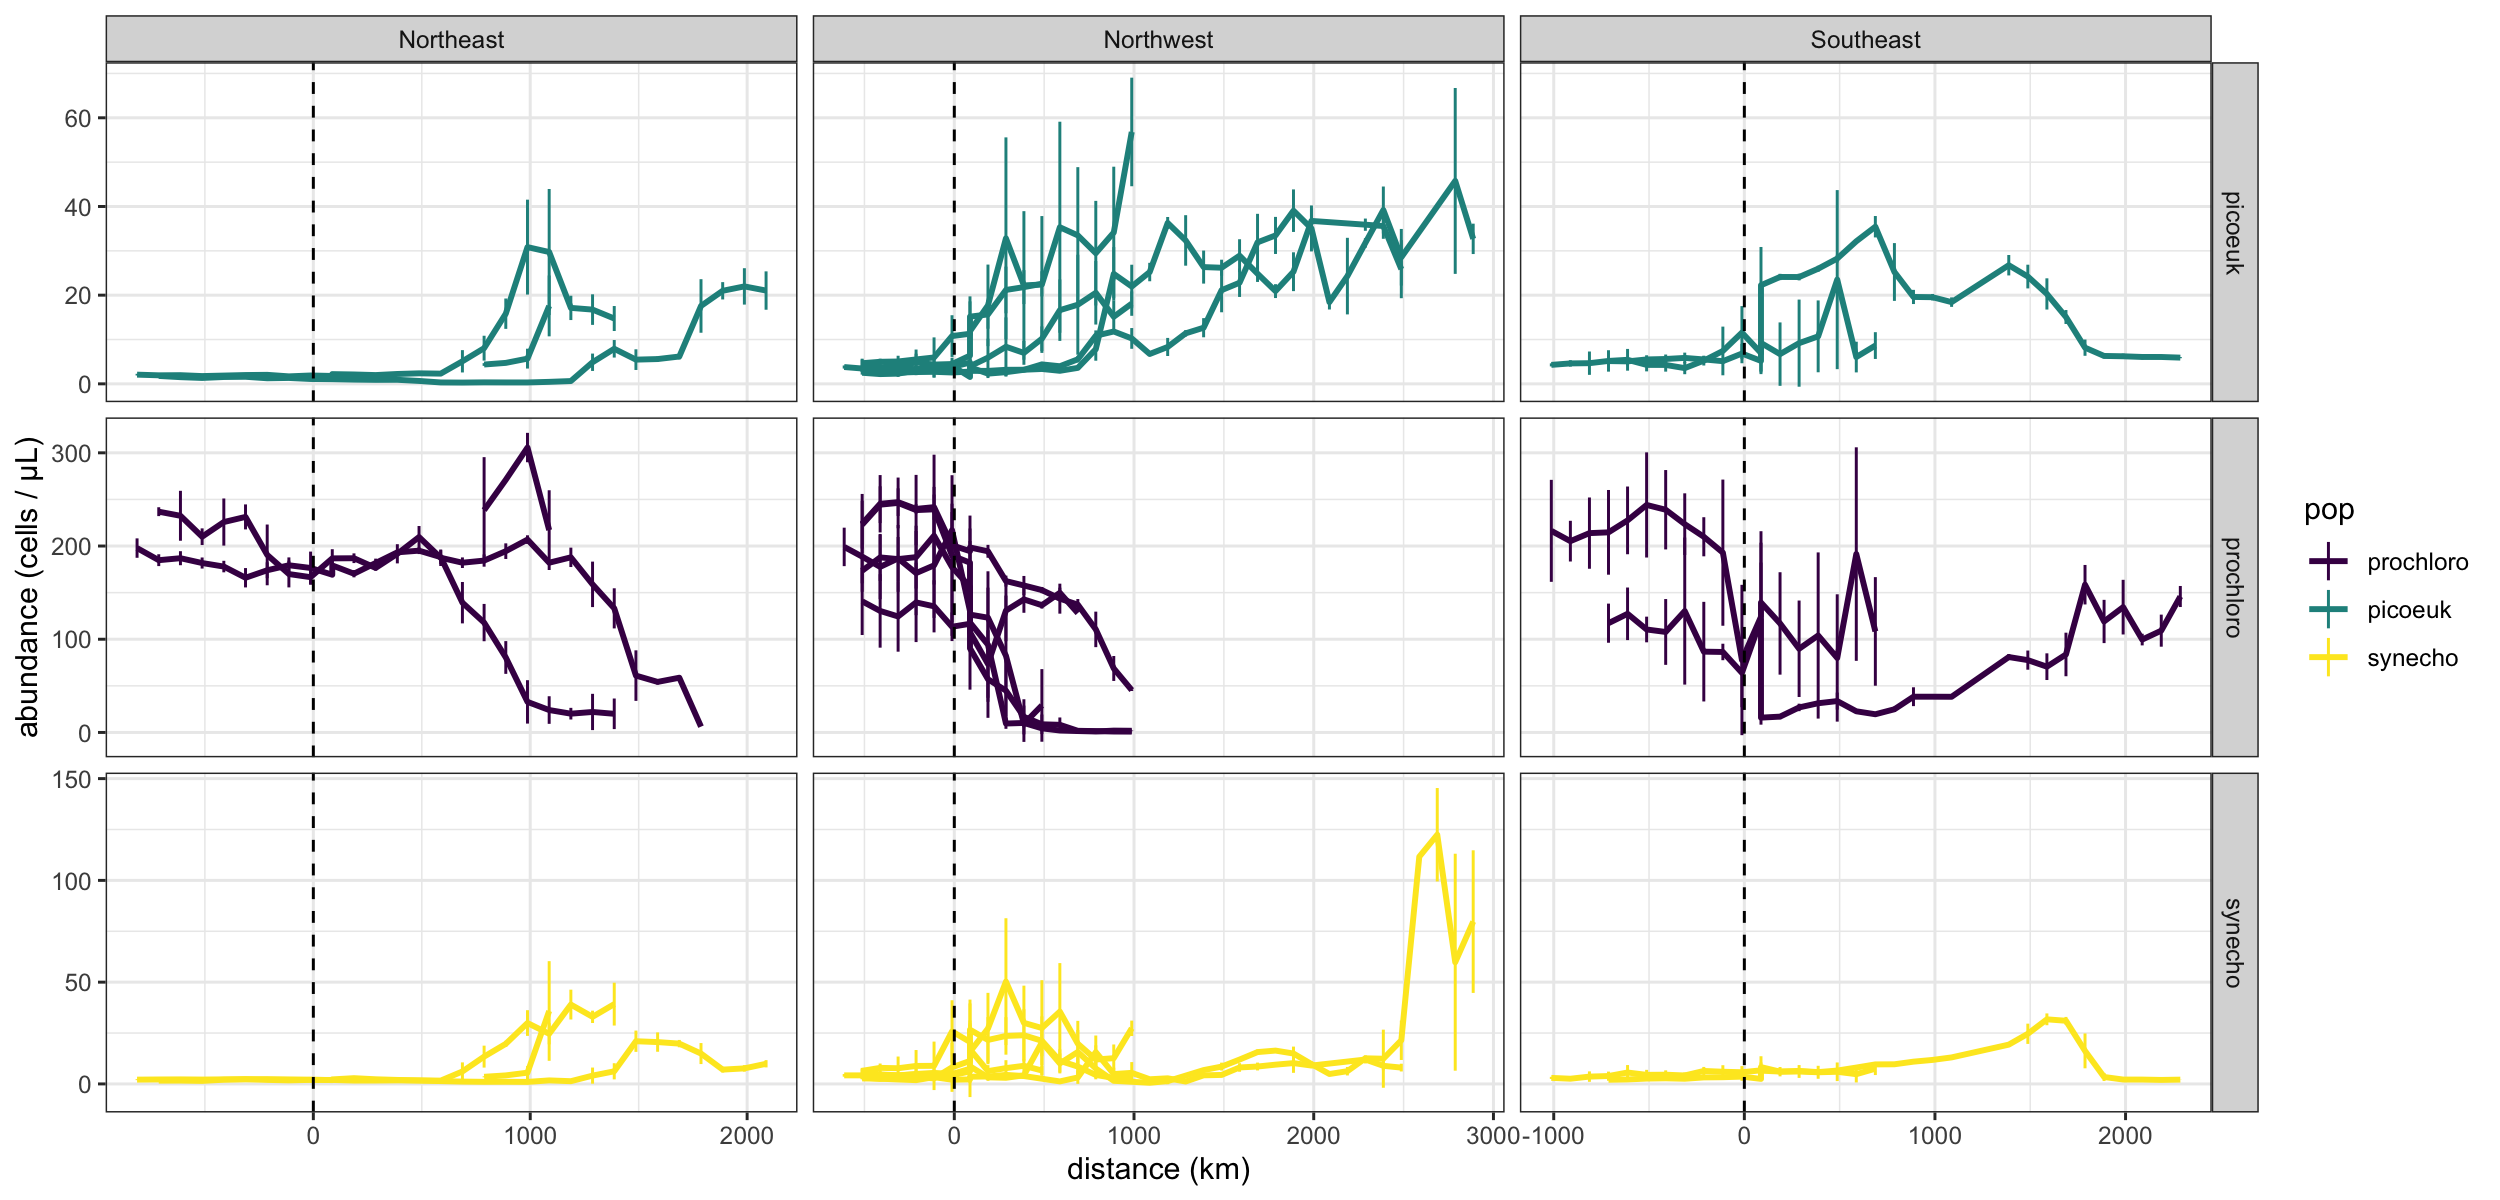 Northeast Northwest Southeast
60
40
20
0
picoeuk
300
200
100
0
prochloro
150
100
50
0
synecho
0 1000 2000
0 1000 2000 3000
-1000 0 1000 2000
distance (km)
abundance (cells / μL)
pop
prochloro
picoeuk
synecho